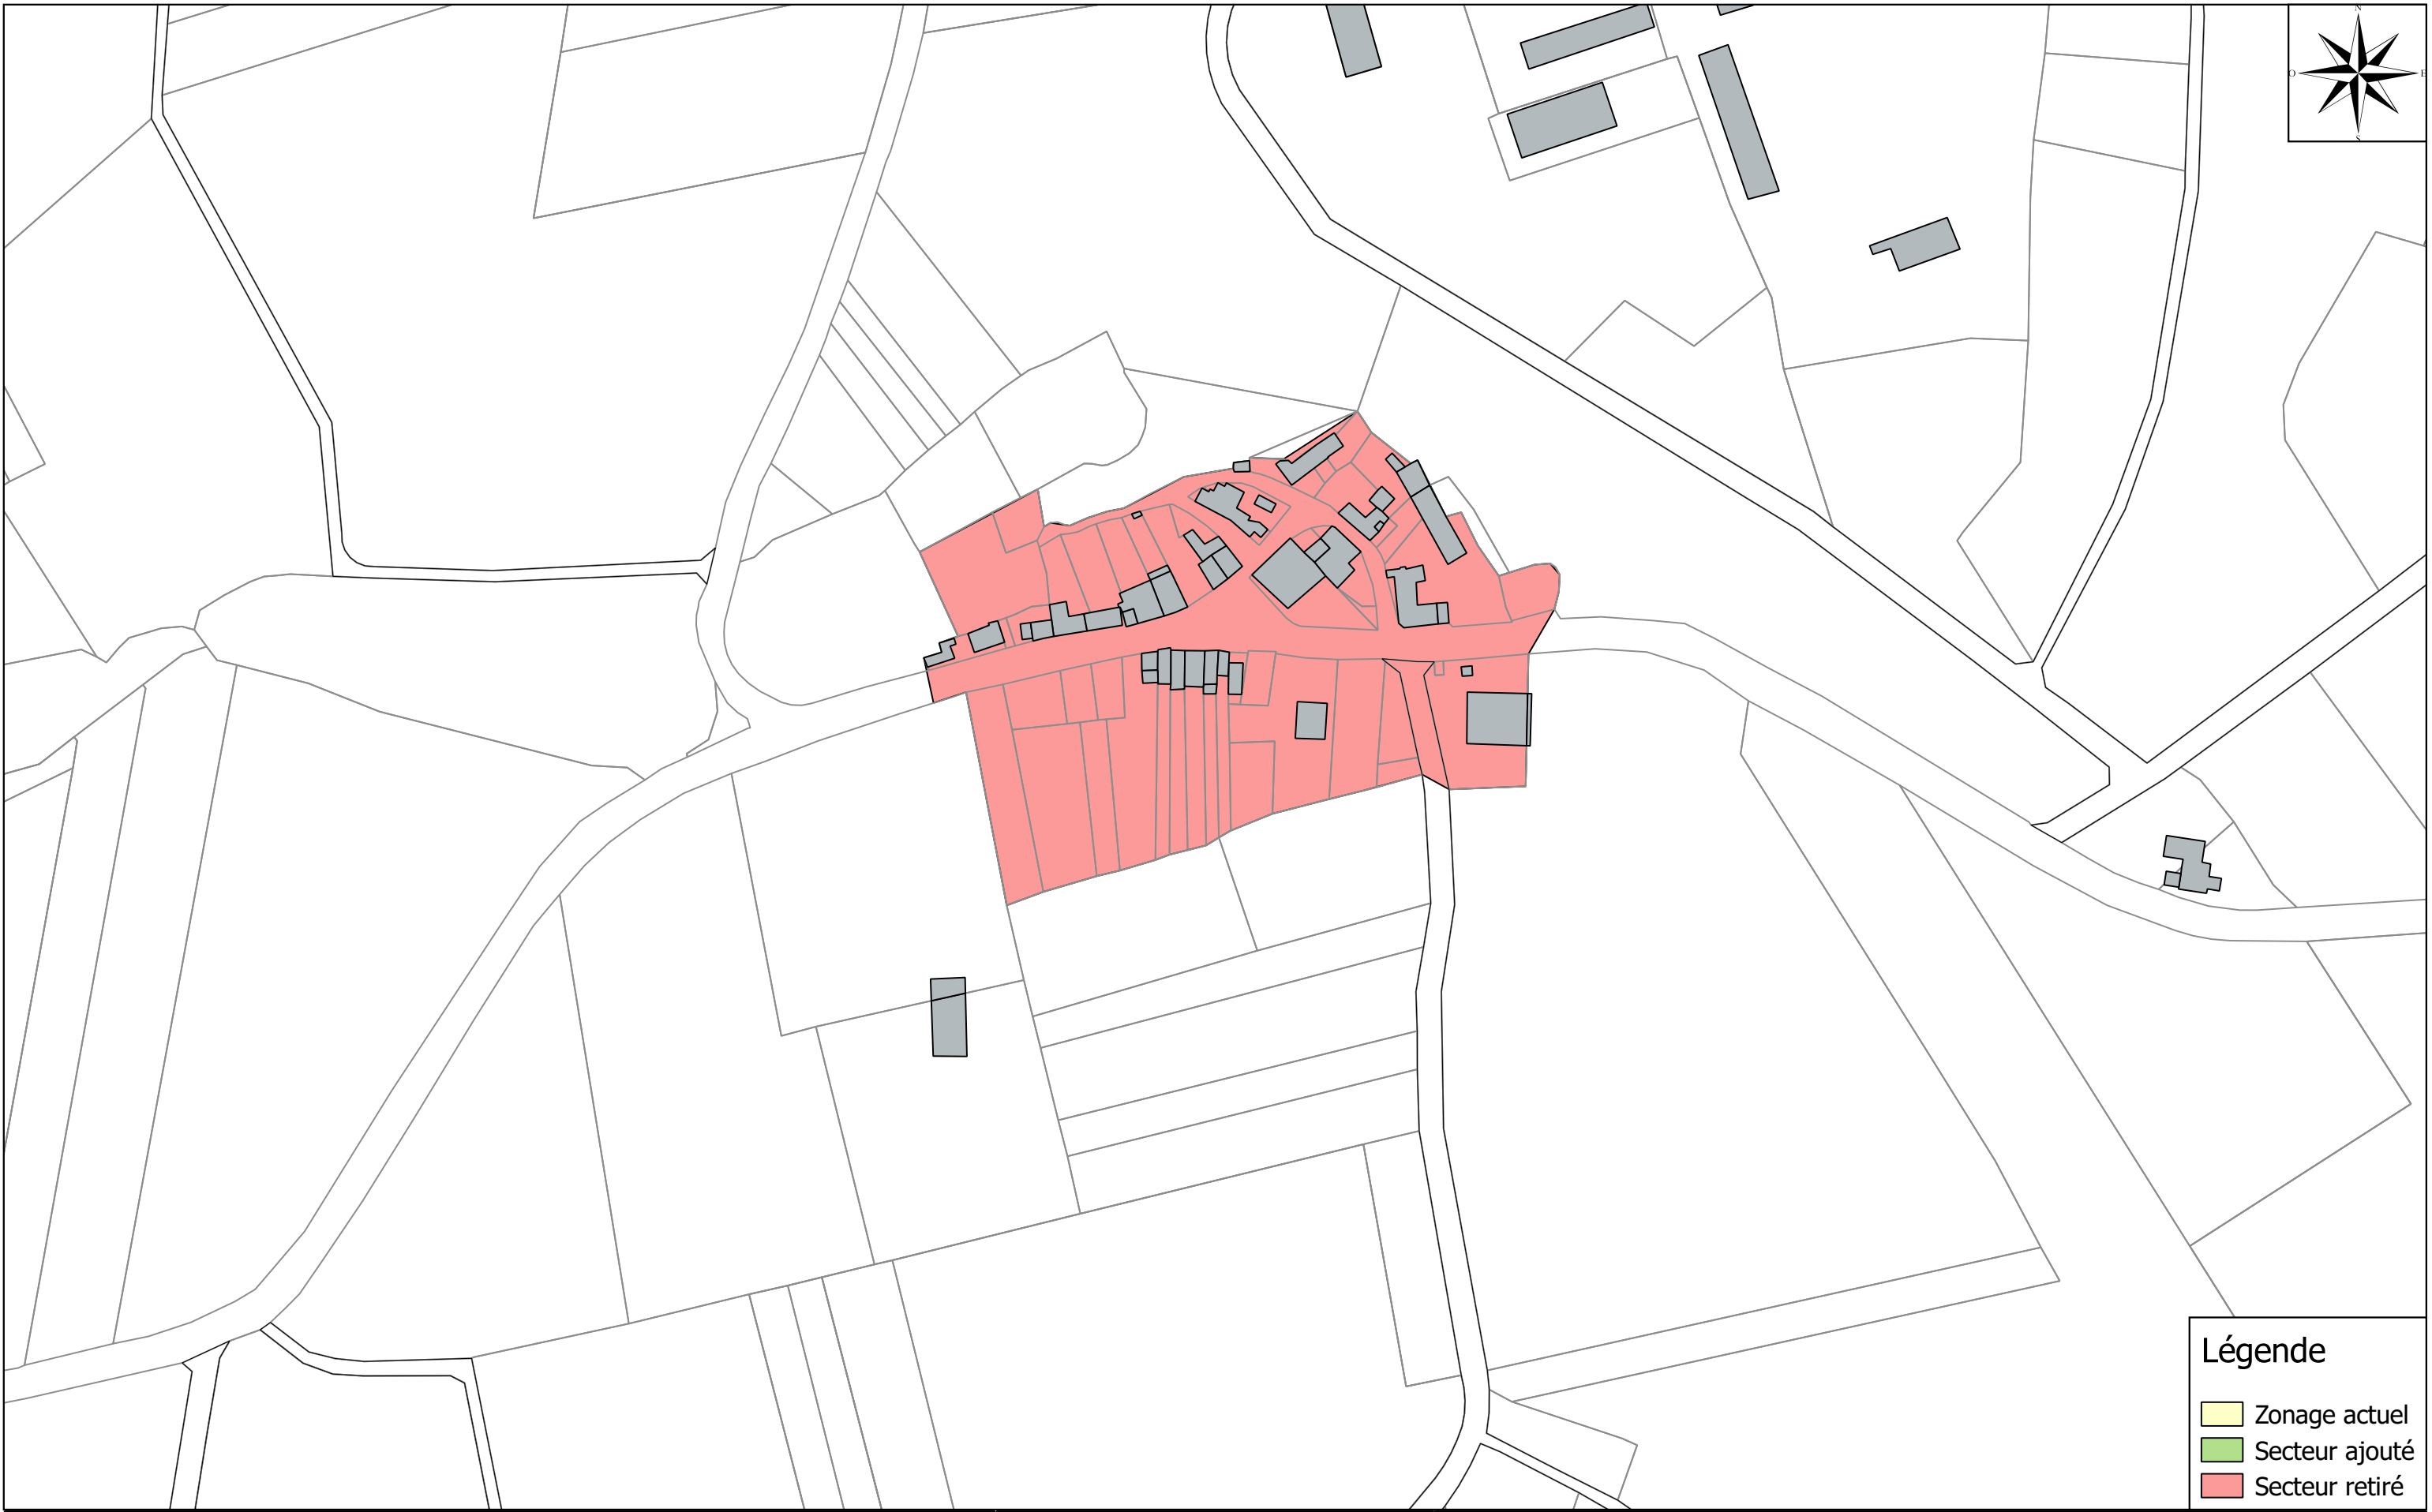 N
O
E
S
Légende
Zonage actuel
Secteur ajouté
Secteur retiré